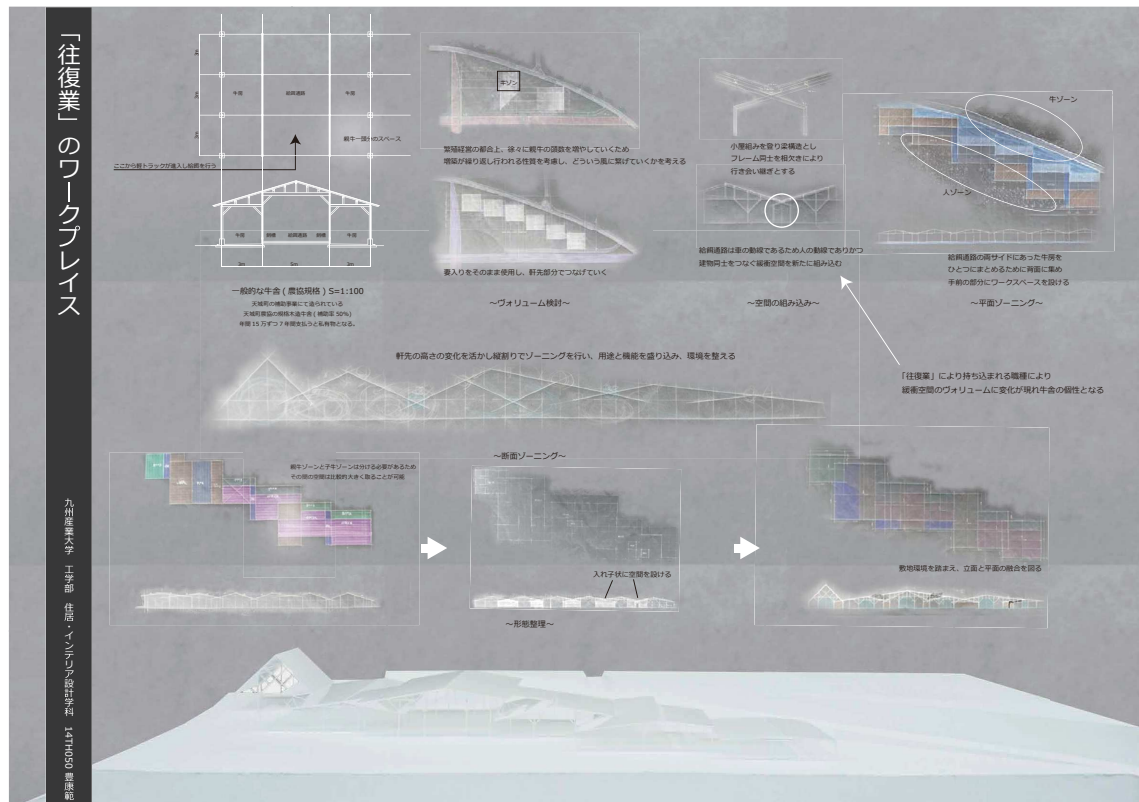 「往復業」のワークプレイス
九州産業大学 工学部 住居・インテリア設計学科 14TH050 豊康範
牛房
給餌通路
牛房
親牛一頭分のスペース
ここから軽トラックが進入し給餌を行う
牛房
飼槽
給餌通路
飼槽
牛房
3m
5m
3m
一般的な牛舎(農協規格)S=1:100
天城町の補助事業にて造られている
天城町農協の規格木造牛舎(補助率50%)
年間15万ずつ7年間支払うと私有物となる。
牛ゾン
繁殖経営の都合上、徐々に親牛の頭数を増やしていくため
増築が繰り返し行われる性質を考慮し、どういう風に繋げていくかを考える
妻入りをそのまま使用し、軒先部分でつなげていく
～ヴォリューム検討～
小屋組みを登り梁構造とし
フレーム同士を相欠きにより
行き会い継ぎとする
給餌通路は車の動線であるため人の動線でありかつ
建物同士をつなぐ緩衝空間を新たに組み込む
～空間の組み込み～
牛ゾーン
人ゾーン
給餌通路の両サイドにあった牛房を
ひとつにまとめるために背面に集め
手前の部分にワークスペースを設ける
～平面ゾーニング～
「往復業」により持ち込まれる職種により
緩衝空間のヴォリュームに変化が現れ牛舎の個性となる
軒先の高さの変化を活かし縦割りでゾーニングを行い、用途と機能を盛り込み、環境を整える
～断面ゾーニング～
親牛ゾーンと子牛ゾーンは分ける必要があるため
その間の空間は比較的大きく取ることが可能
入れ子状に空間を設ける
～形態整理～
敷地環境を踏まえ、立面と平面の融合を図る